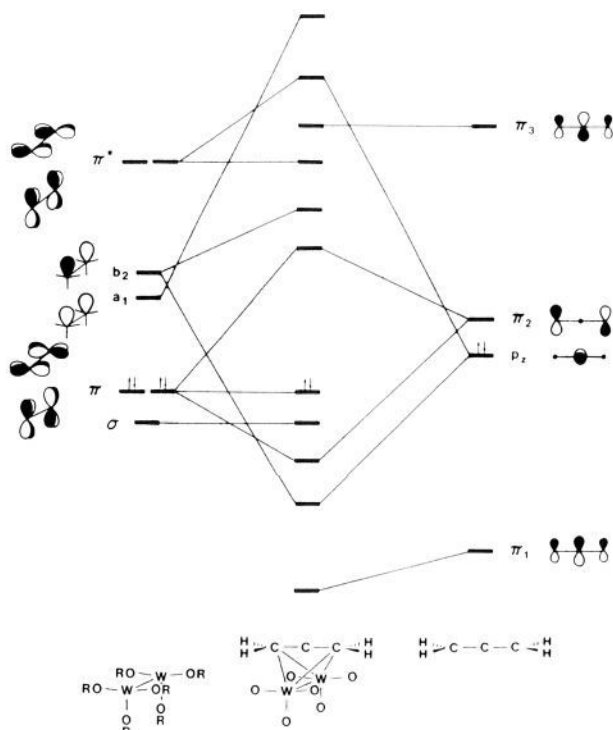 π*
π3
b2
a1
π2
pz
π
σ
π1
H H
C — C — C
H H
H H
C — C — C
H H
RO W OR
RO W OR
O O
R R
O W O
O W O
O
O